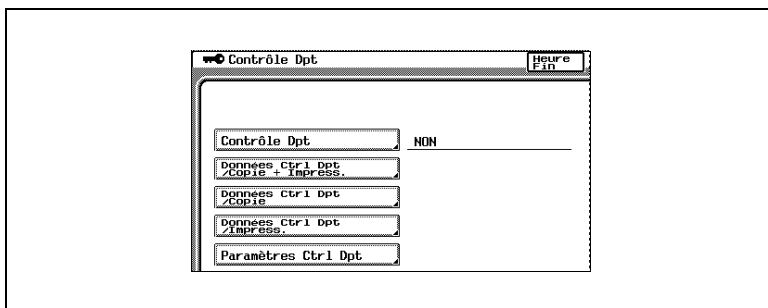 Contrôle Dpt
Heure
Fin
Contrôle Dpt NON
Données Ctrl Dpt
/Copie + Impress.
Données Ctrl Dpt
/Copie
Données Ctrl Dpt
/Impress.
Paramètres Ctrl Dpt